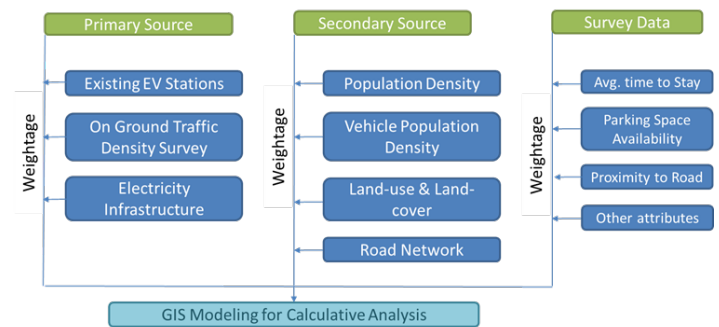 Primary Source
Secondary Source
Survey Data
Weightage
Existing EV Stations
On Ground Traffic
Density Survey
Electricity
Infrastructure
Weightage
Population Density
Vehicle Population
Density
Land-use & Land-
cover
Road Network
Weightage
Avg. time to Stay
Parking Space
Availability
Proximity to Road
Other attributes
GIS Modeling for Calculative Analysis